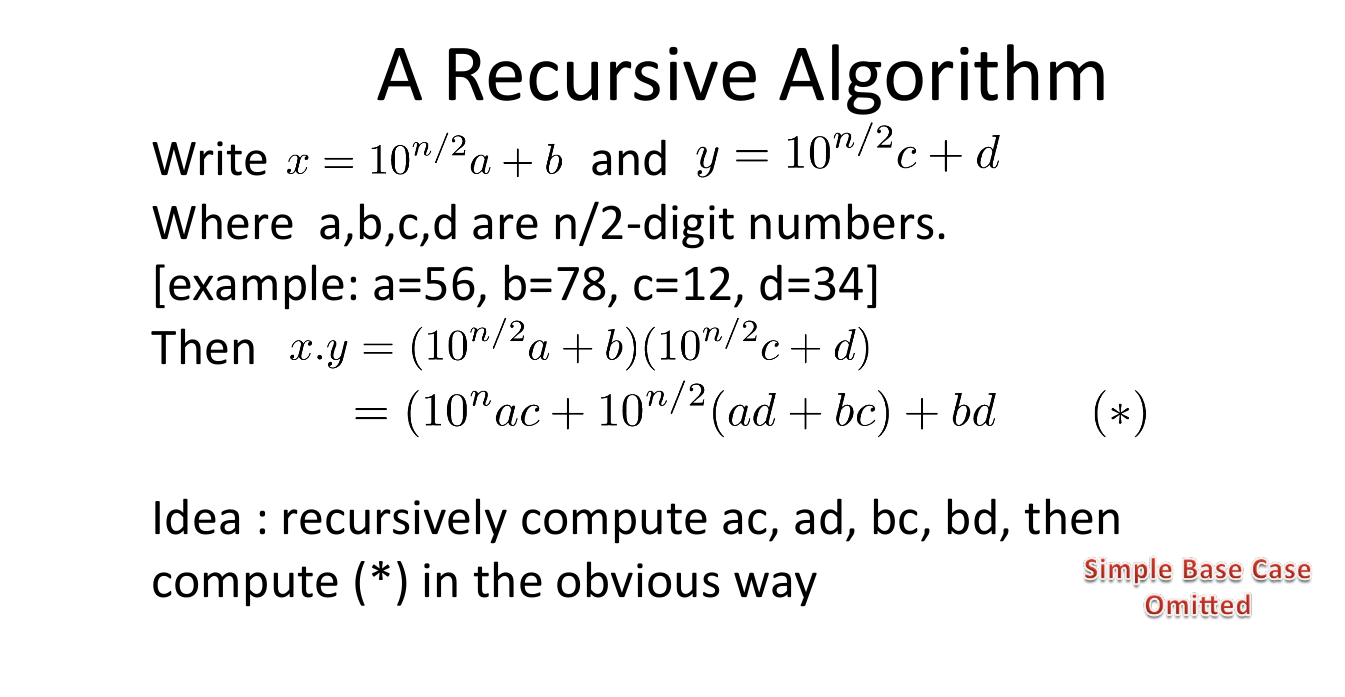 A Recursive Algorithm
Write x = 10^{n/2}a + b and y = 10^{n/2}c + d
Where a,b,c,d are n/2-digit numbers.
[example: a=56, b=78, c=12, d=34]
Then x.y = (10^{n/2}a + b)(10^{n/2}c + d)
= (10^n ac + 10^{n/2}(ad + bc) + bd (*)
Idea : recursively compute ac, ad, bc, bd, then
compute (*) in the obvious way
Simple Base Case
Omitted